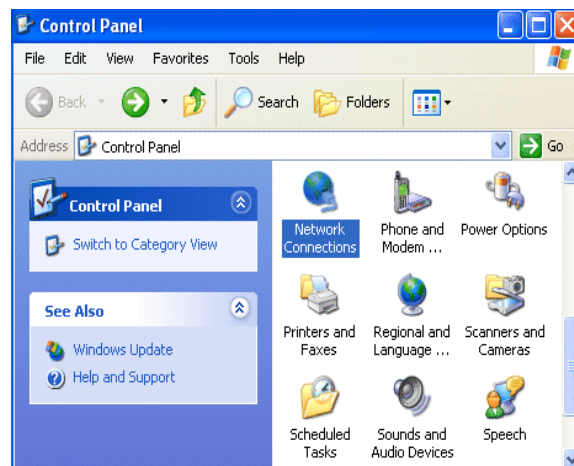 Control Panel
File Edit View Favorites Tools Help
Back Search Folders
Address Control Panel Go
Control Panel
Switch to Category View
See Also
Windows Update
Help and Support
Network Connections
Phone and Modem ...
Power Options
Printers and Faxes
Regional and Language ...
Scanners and Cameras
Scheduled Tasks
Sounds and Audio Devices
Speech